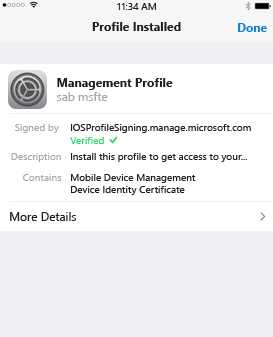 11:34 AM
Profile Installed
Done
Management Profile
sab msfte
Signed by IOSProfileSigning.manage.microsoft.com
Verified ✓
Description Install this profile to get access to your...
Contains Mobile Device Management
Device Identity Certificate
More Details